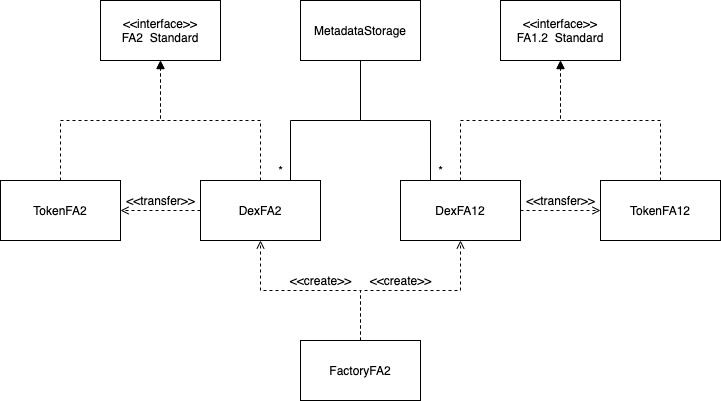 <<interface>>
FA2 Standard
MetadataStorage
<<interface>>
FA1.2 Standard
*
*
TokenFA2
<<transfer>>
DexFA2
DexFA12
<<transfer>>
TokenFA12
<<create>>
<<create>>
FactoryFA2